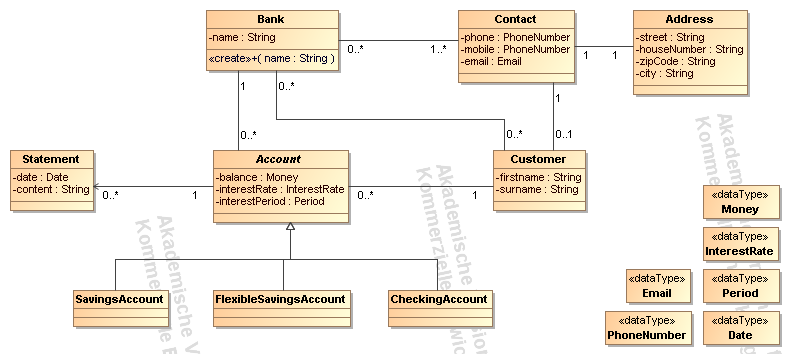 Bank
-name : String
«create»+( name : String )
0..*
1..*
Contact
-phone : PhoneNumber
-mobile : PhoneNumber
-email : Email
1
1
Address
-street : String
-houseNumber : String
-zipCode : String
-city : String
1
0..*
0..*
0..*
1
0..1
Statement
-date : Date
-content : String
0..*
1
Account
-balance : Money
-interestRate : InterestRate
-interestPeriod : Period
0..*
1
Customer
-firstname : String
-surname : String
SavingsAccount
FlexibleSavingsAccount
CheckingAccount
«dataType»
Money
«dataType»
InterestRate
«dataType»
Email
«dataType»
Period
«dataType»
PhoneNumber
«dataType»
Date
Akademische V
Kommerzielle
Akademische
Kommerzielle
Akademische